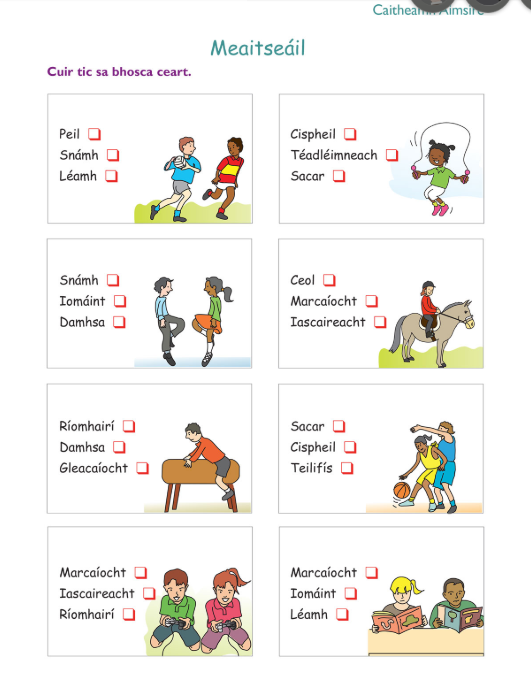 Caitheamh Aimsire
Meaitseáil
Cuir tic sa bhosca ceart.
Peil
Snámh
Léamh
Cispheil
Téadléimneach
Sacar
Snámh
Iomáint
Damhsa
Ceol
Marcaíocht
Iascaireacht
Ríomhairí
Damhsa
Gleacaíocht
Sacar
Cispheil
Teilifís
Marcaíocht
Iascaireacht
Ríomhairí
Marcaíocht
Iomáint
Léamh